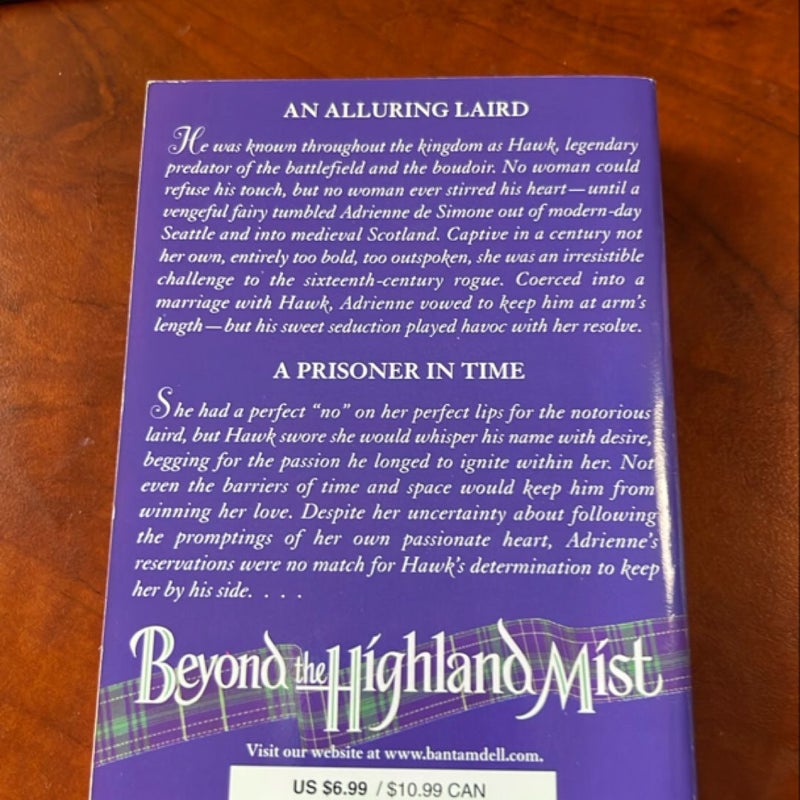 AN ALLURING LAIRD
He was known throughout the kingdom as Hawk, legendary
predator of the battlefield and the boudoir. No woman could
refuse his touch, but no woman ever stirred his heart—until a
vengeful fairy tumbled Adrienne de Simone out of modern-day
Seattle and into medieval Scotland. Captive in a century not
her own, entirely too bold, too outspoken, she was an irresistible
challenge to the sixteenth-century rogue. Coerced into a
marriage with Hawk, Adrienne vowed to keep him at arm's
length—but his sweet seduction played havoc with her resolve.
A PRISONER IN TIME
She had a perfect “no” on her perfect lips for the notorious
laird, but Hawk swore she would whisper his name with desire,
begging for the passion he longed to ignite within her. Not
even the barriers of time and space would keep him from
winning her love. Despite her uncertainty about following
the promptings of her own passionate heart, Adrienne's
reservations were no match for Hawk's determination to keep
her by his side. . . .
Beyond the Highland Mist
Visit our website at www.bantamdell.com.
US $6.99 / $10.99 CAN